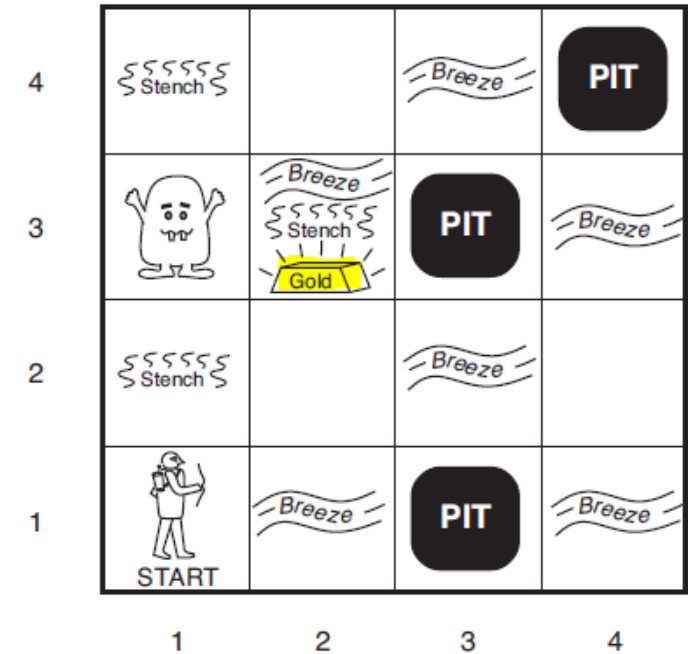 4
Stench
Breeze
PIT
3
Breeze
Stench
Gold
PIT
Breeze
2
Stench
Breeze
1
START
Breeze
PIT
Breeze
1 2 3 4